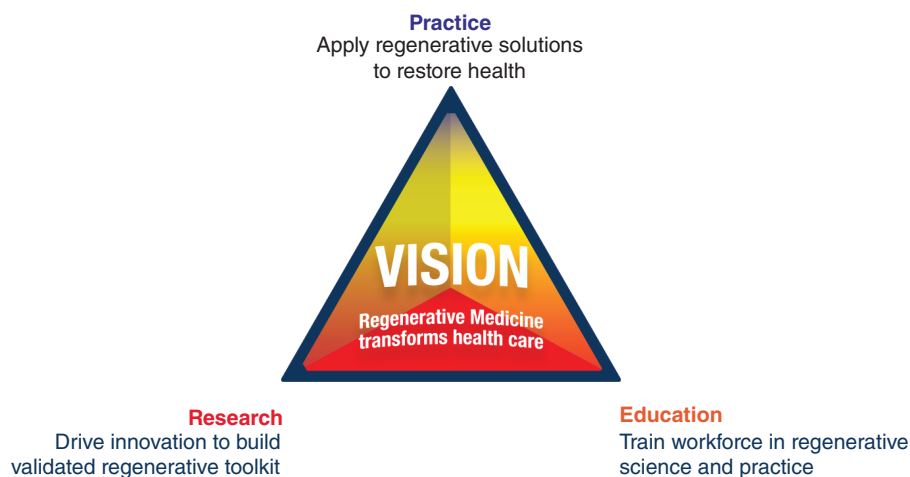 Practice
Apply regenerative solutions
to restore health
VISION
Regenerative Medicine
transforms health care
Research
Drive innovation to build
validated regenerative toolkit
Education
Train workforce in regenerative
science and practice